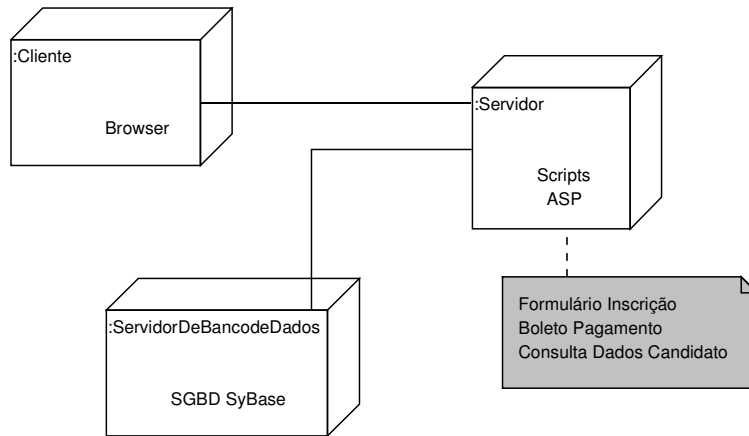 :Cliente
Browser
:Servidor
Scripts
ASP
:ServidorDeBancodeDados
SGBD SyBase
Formulário Inscrição
Boleto Pagamento
Consulta Dados Candidato